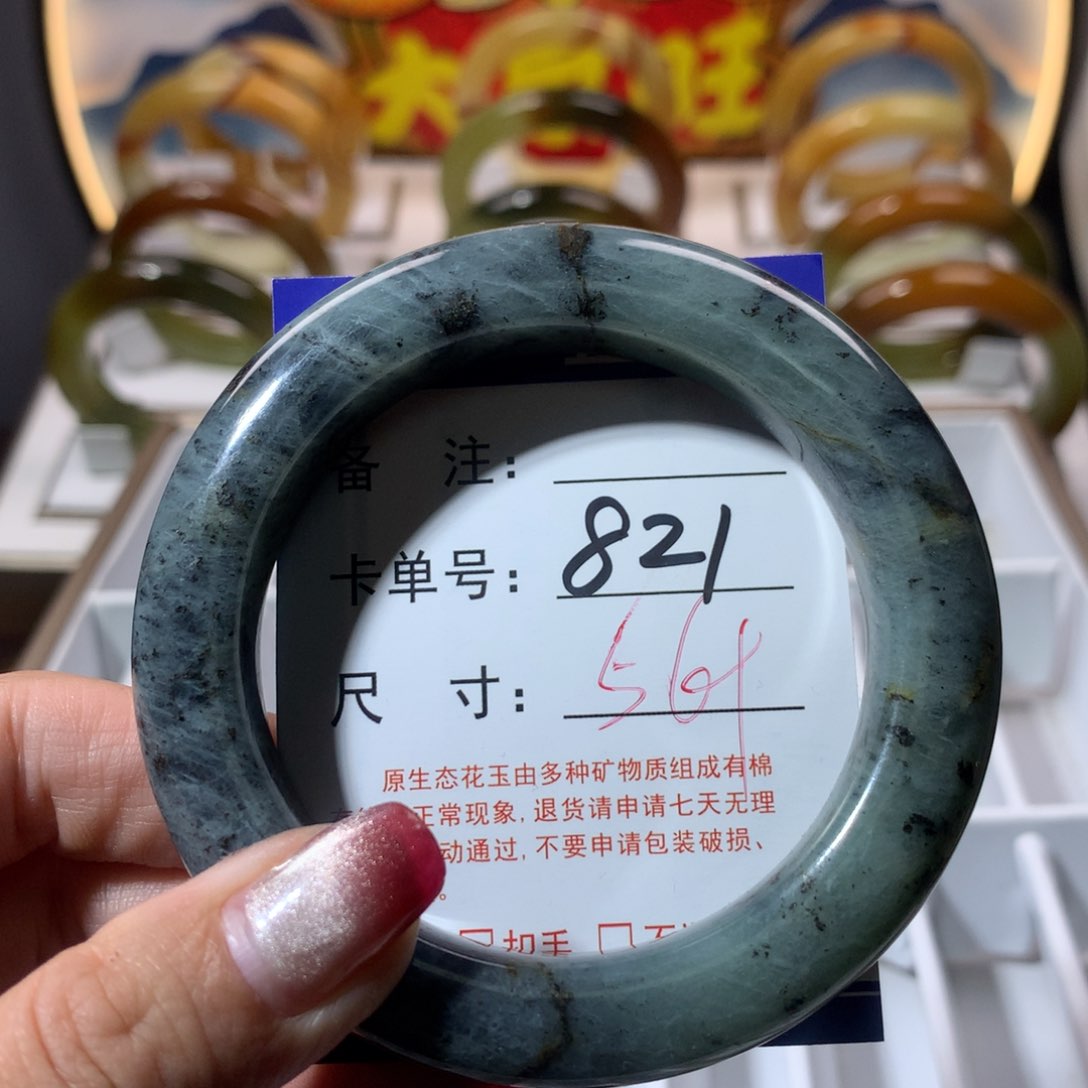 大 旺
备 注：
卡单号：821
尺 寸：56
原生态花玉由多种矿物质组成有棉
正常现象，退货请申请七天无理
动通过，不要申请包装破损、
。
□扣手 □